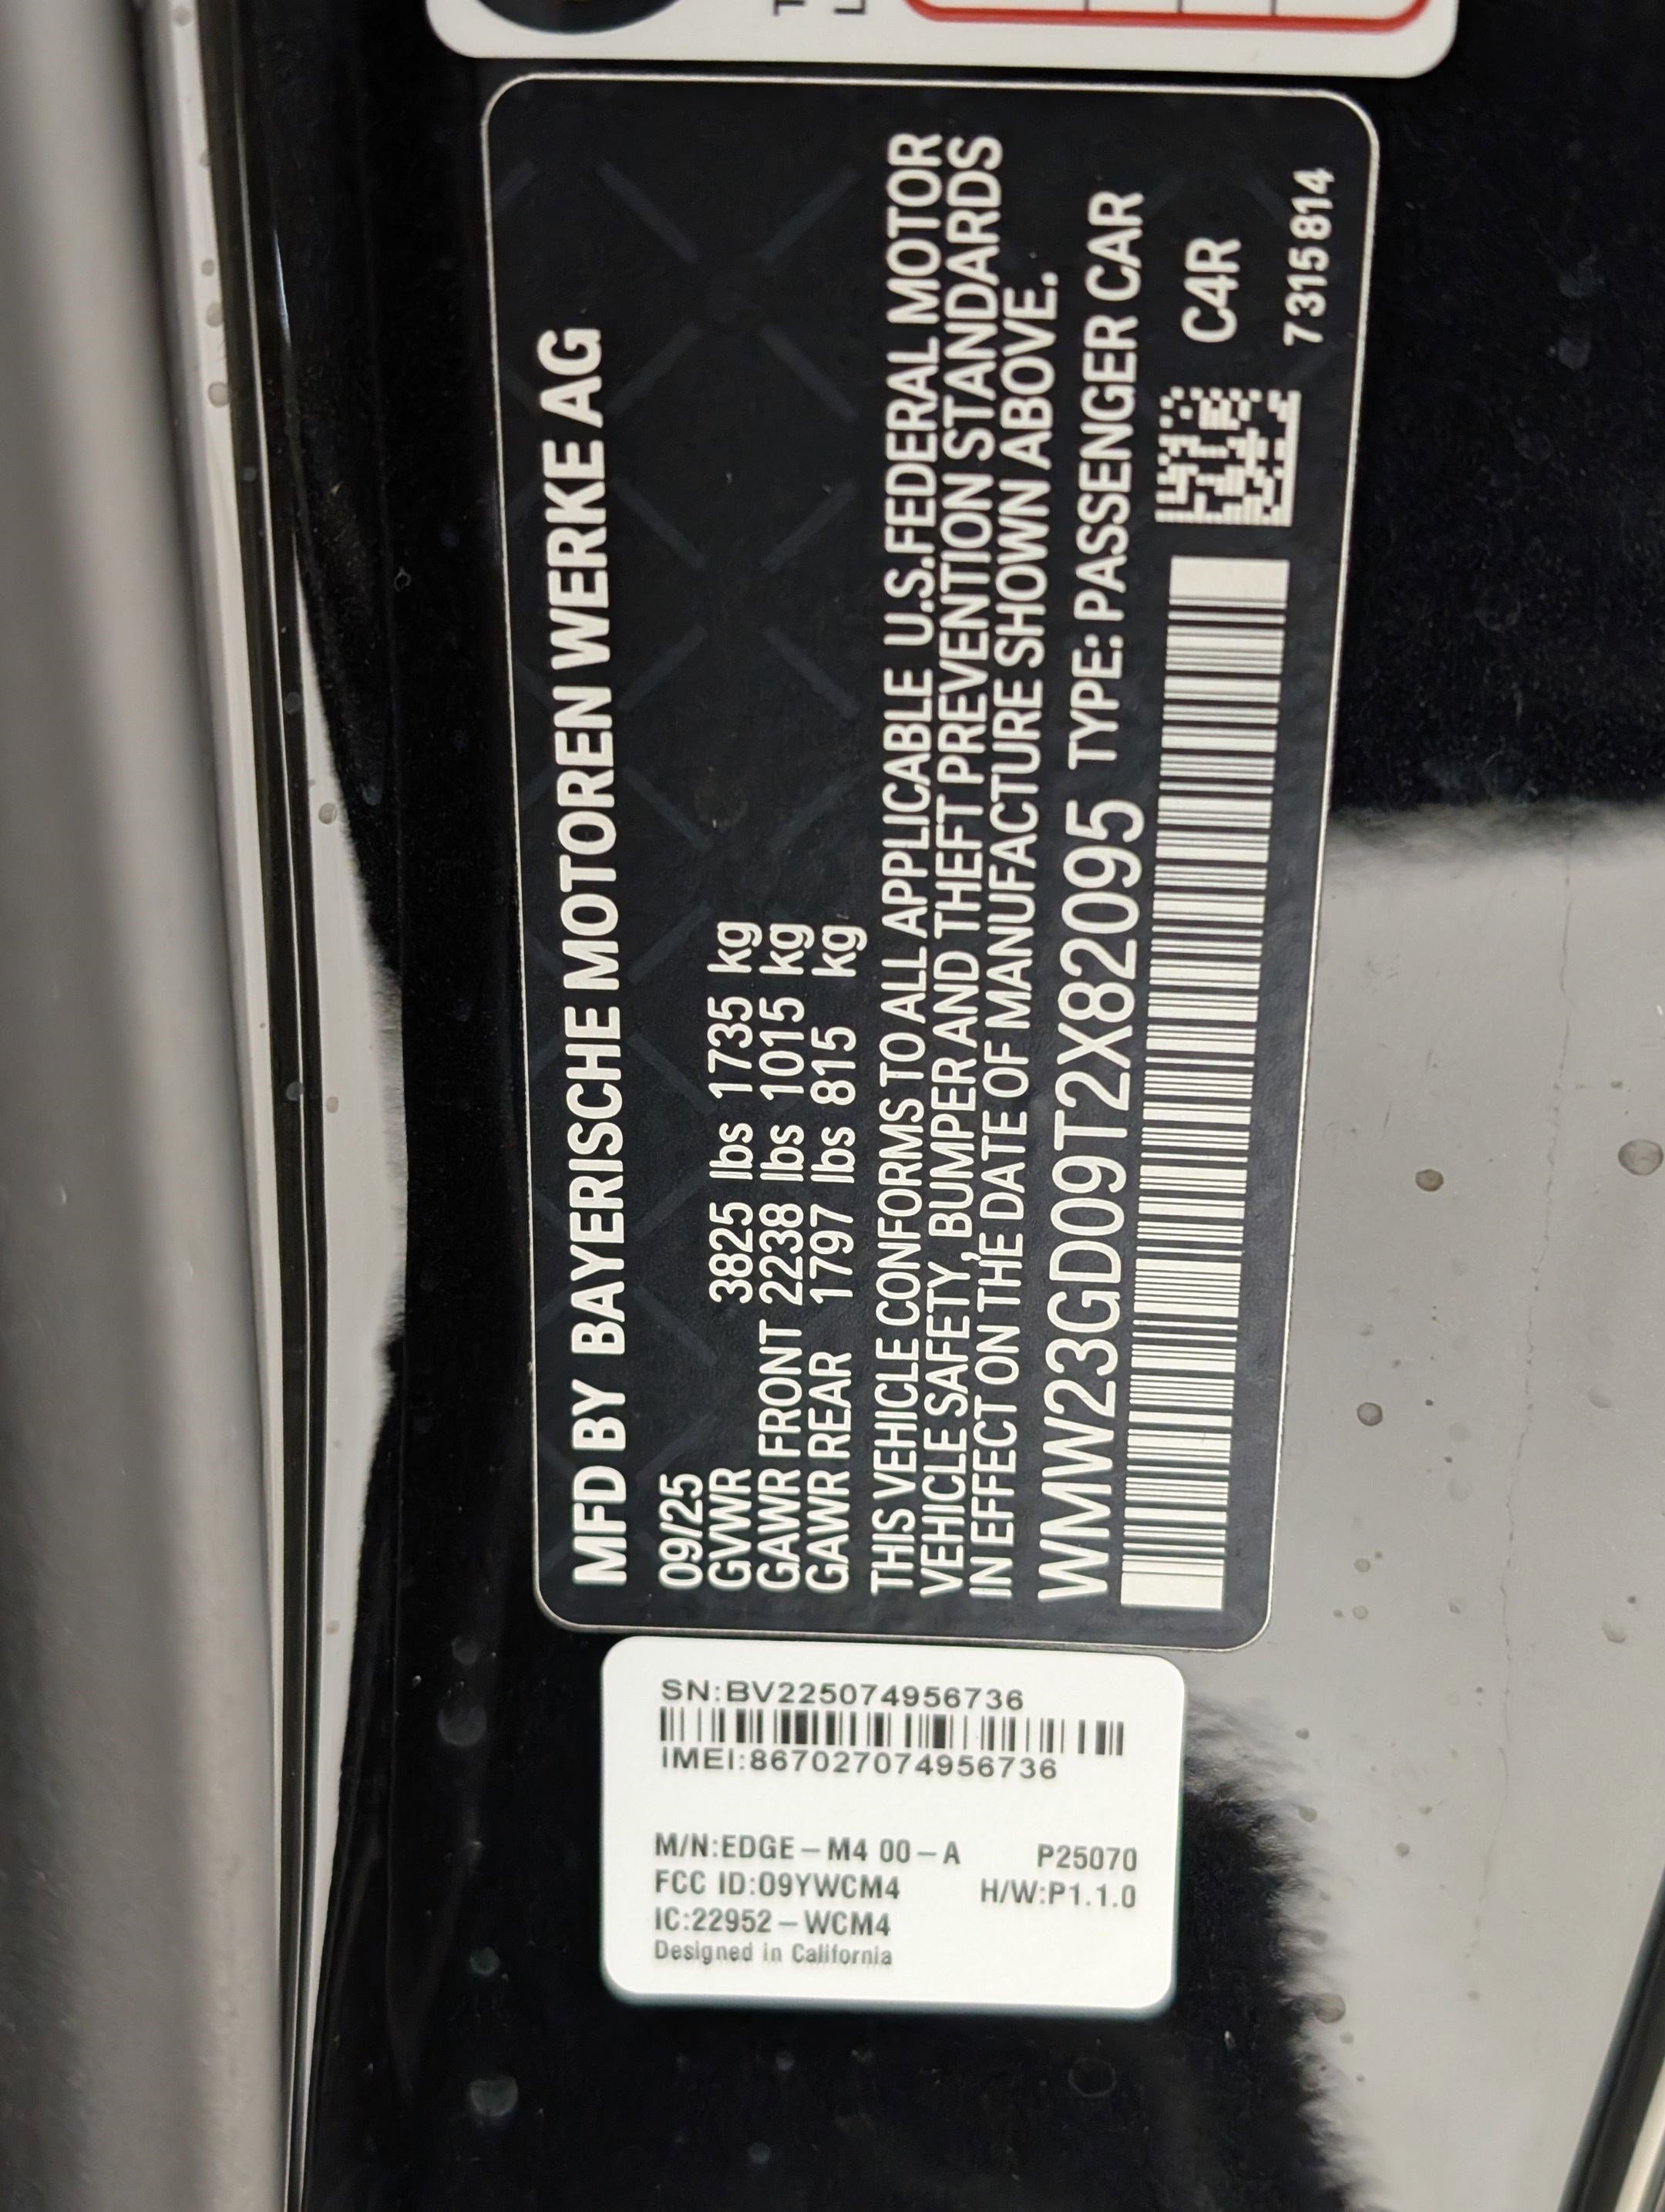 MFD BY BAYERISCHE MOTOREN WERKE AG
09/25
GVWR 3825 lbs 1735 kg
GAWR FRONT 2238 lbs 1015 kg
GAWR REAR 1797 lbs 815 kg
THIS VEHICLE CONFORMS TO ALL APPLICABLE U.S.FEDERAL MOTOR
VEHICLE SAFETY, BUMPER AND THEFT PREVENTION STANDARDS
IN EFFECT ON THE DATE OF MANUFACTURE SHOWN ABOVE.
WMW23GD09T2X82095 TYPE: PASSENGER CAR
C4R
7315814
SN:BV225074956736
IMEI:867027074956736
M/N:EDGE-M4 00-A P25070
FCC ID:O9YWCM4 H/W:P1.1.0
IC:22952-WCM4
Designed in California